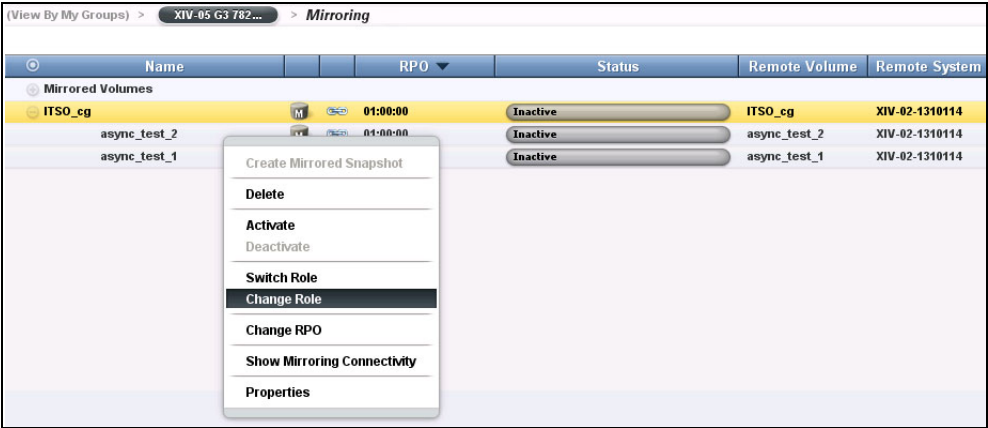 (View By My Groups) > XIV-05 G3 782... > Mirroring
Name RPO Status Remote Volume Remote System
Mirrored Volumes
ITSO_cg M 01:00:00 Inactive ITSO_cg XIV-02-1310114
async_test_2 01:00:00 Inactive async_test_2 XIV-02-1310114
async_test_1 Inactive async_test_1 XIV-02-1310114
Create Mirrored Snapshot
Delete
Activate
Deactivate
Switch Role
Change Role
Change RPO
Show Mirroring Connectivity
Properties